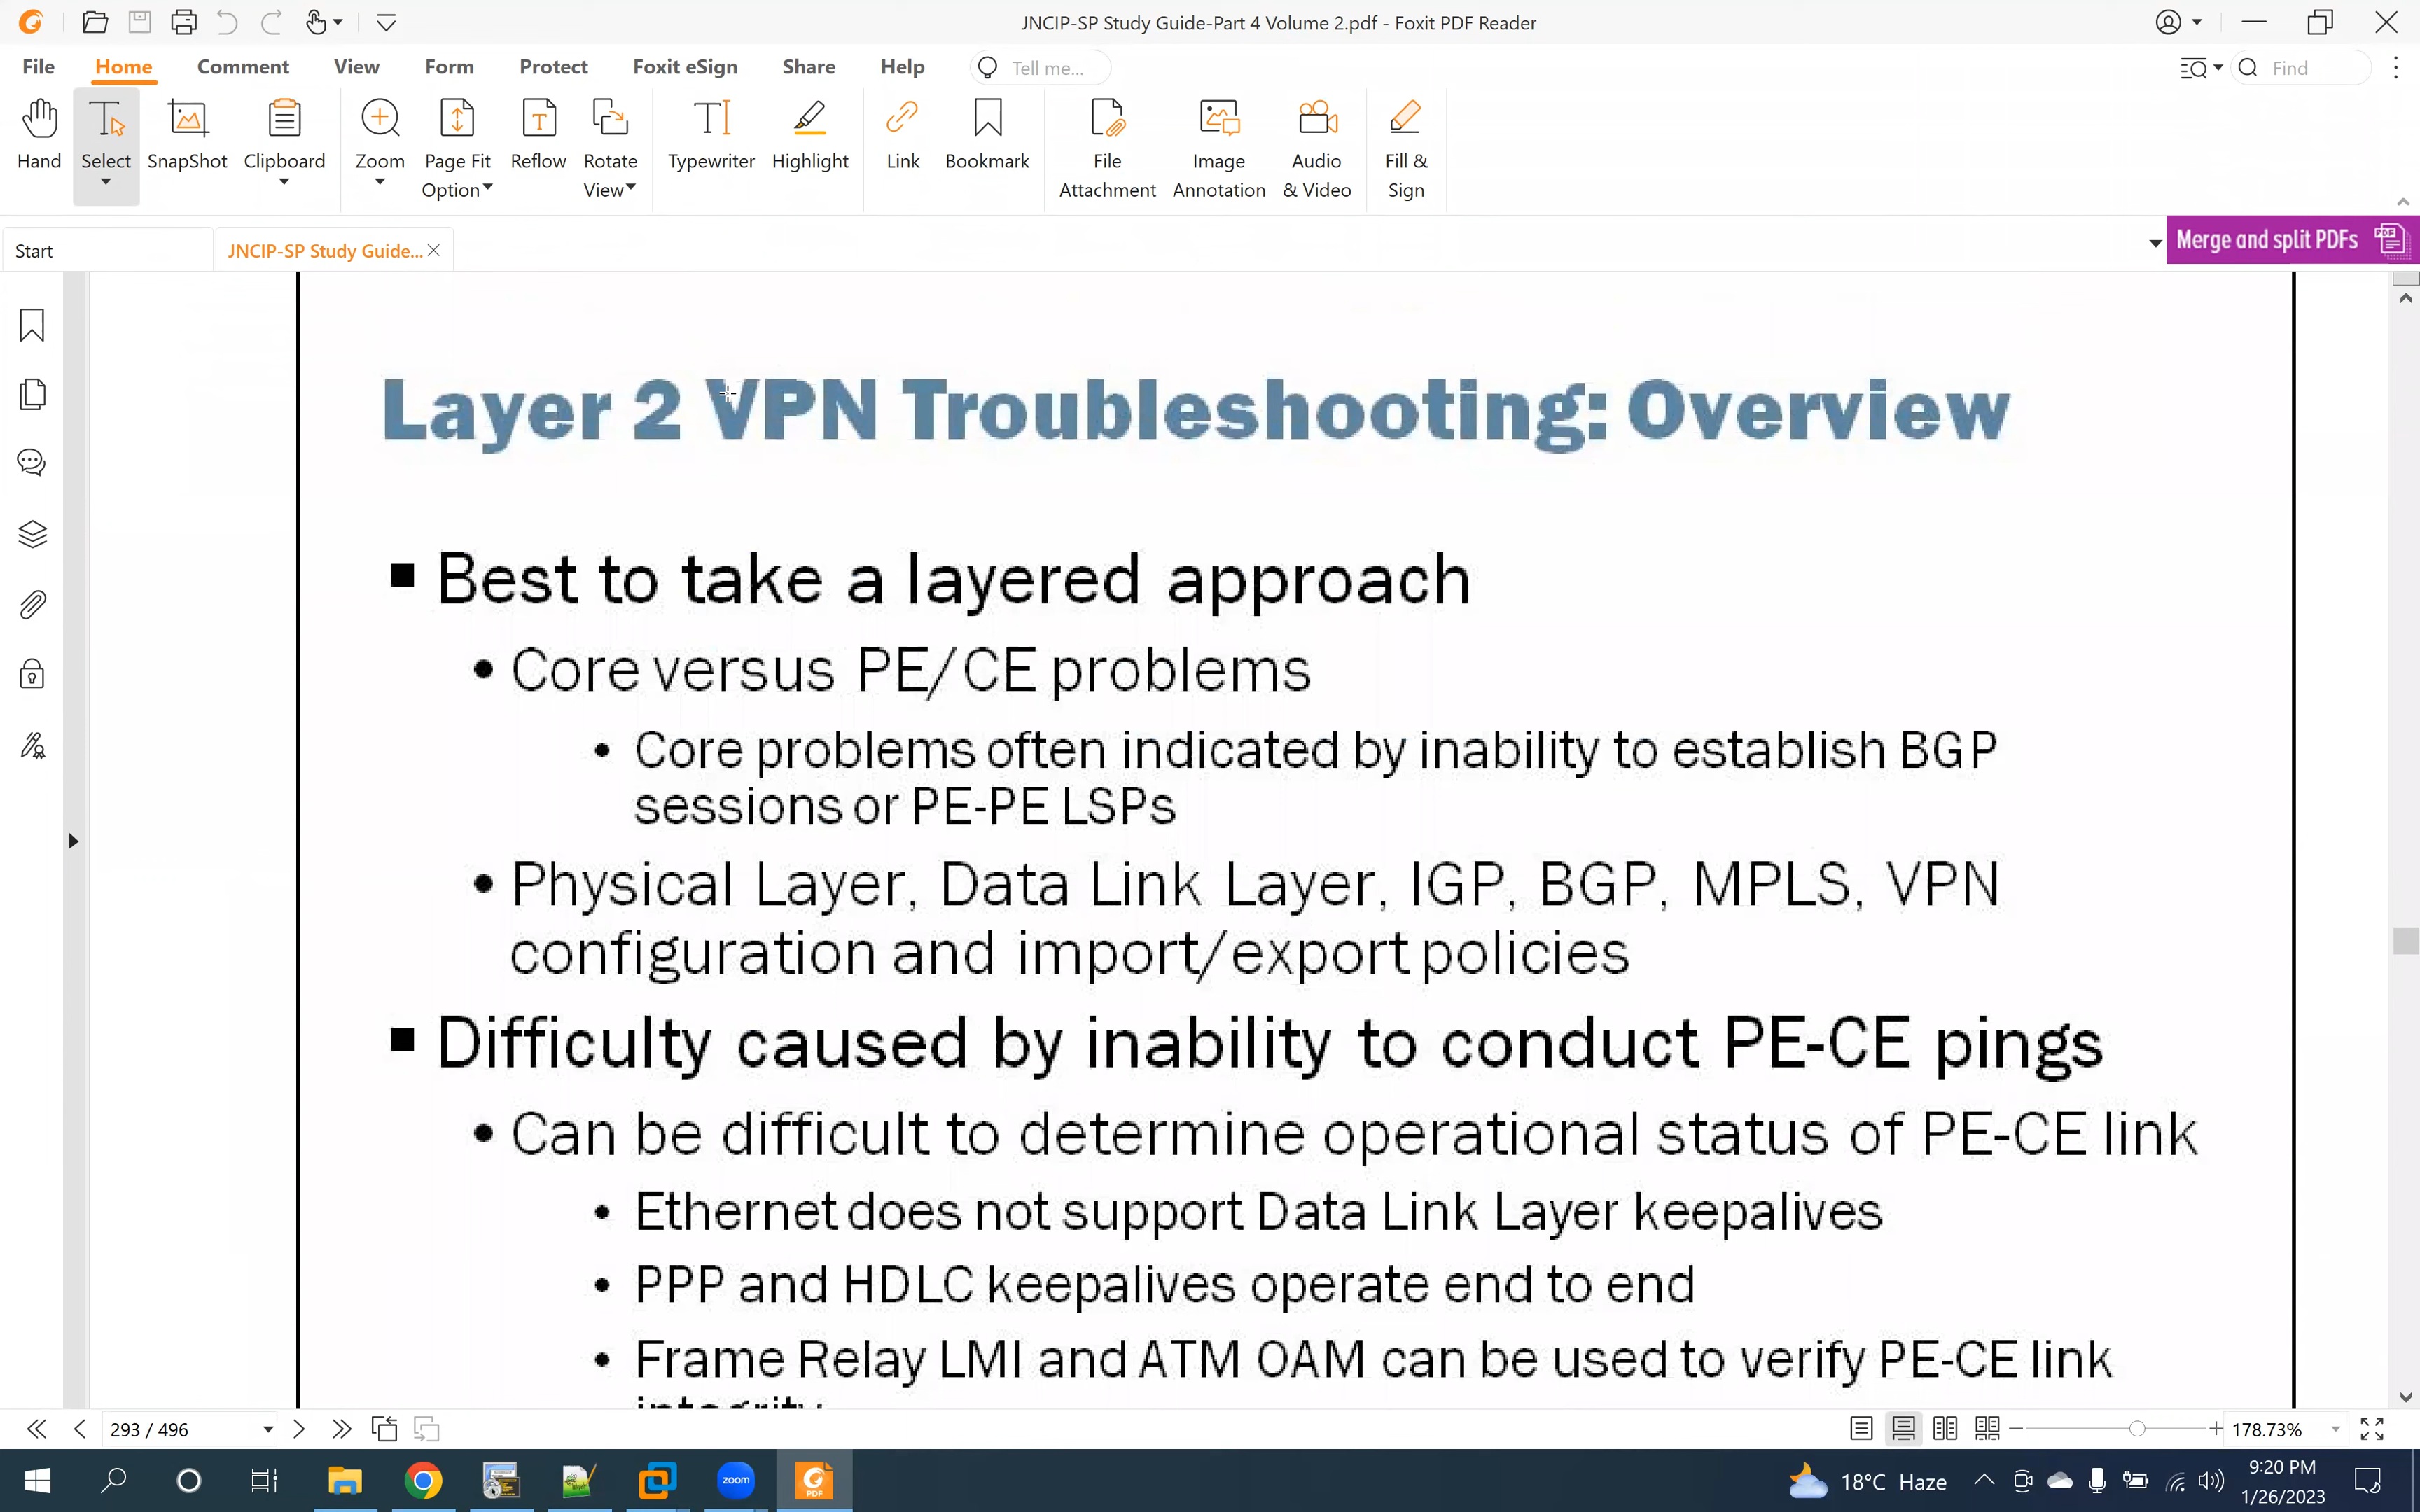 JNCIP-SP Study Guide-Part 4 Volume 2.pdf - Foxit PDF Reader
File Home Comment View Form Protect Foxit eSign Share Help Tell me... Find
Hand Select SnapShot Clipboard Zoom Page Fit Option Reflow Rotate View Typewriter Highlight Link Bookmark File Attachment Image Annotation Audio & Video Fill & Sign
Start JNCIP-SP Study Guide... Merge and split PDFs
Layer 2 VPN Troubleshooting: Overview
■ Best to take a layered approach
• Core versus PE/CE problems
• Core problems often indicated by inability to establish BGP
sessions or PE-PE LSPs
• Physical Layer, Data Link Layer, IGP, BGP, MPLS, VPN
configuration and import/export policies
■ Difficulty caused by inability to conduct PE-CE pings
• Can be difficult to determine operational status of PE-CE link
• Ethernet does not support Data Link Layer keepalives
• PPP and HDLC keepalives operate end to end
• Frame Relay LMI and ATM OAM can be used to verify PE-CE link
293 / 496 178.73%
zoom PDF 18°C Haze 9:20 PM
1/26/2023